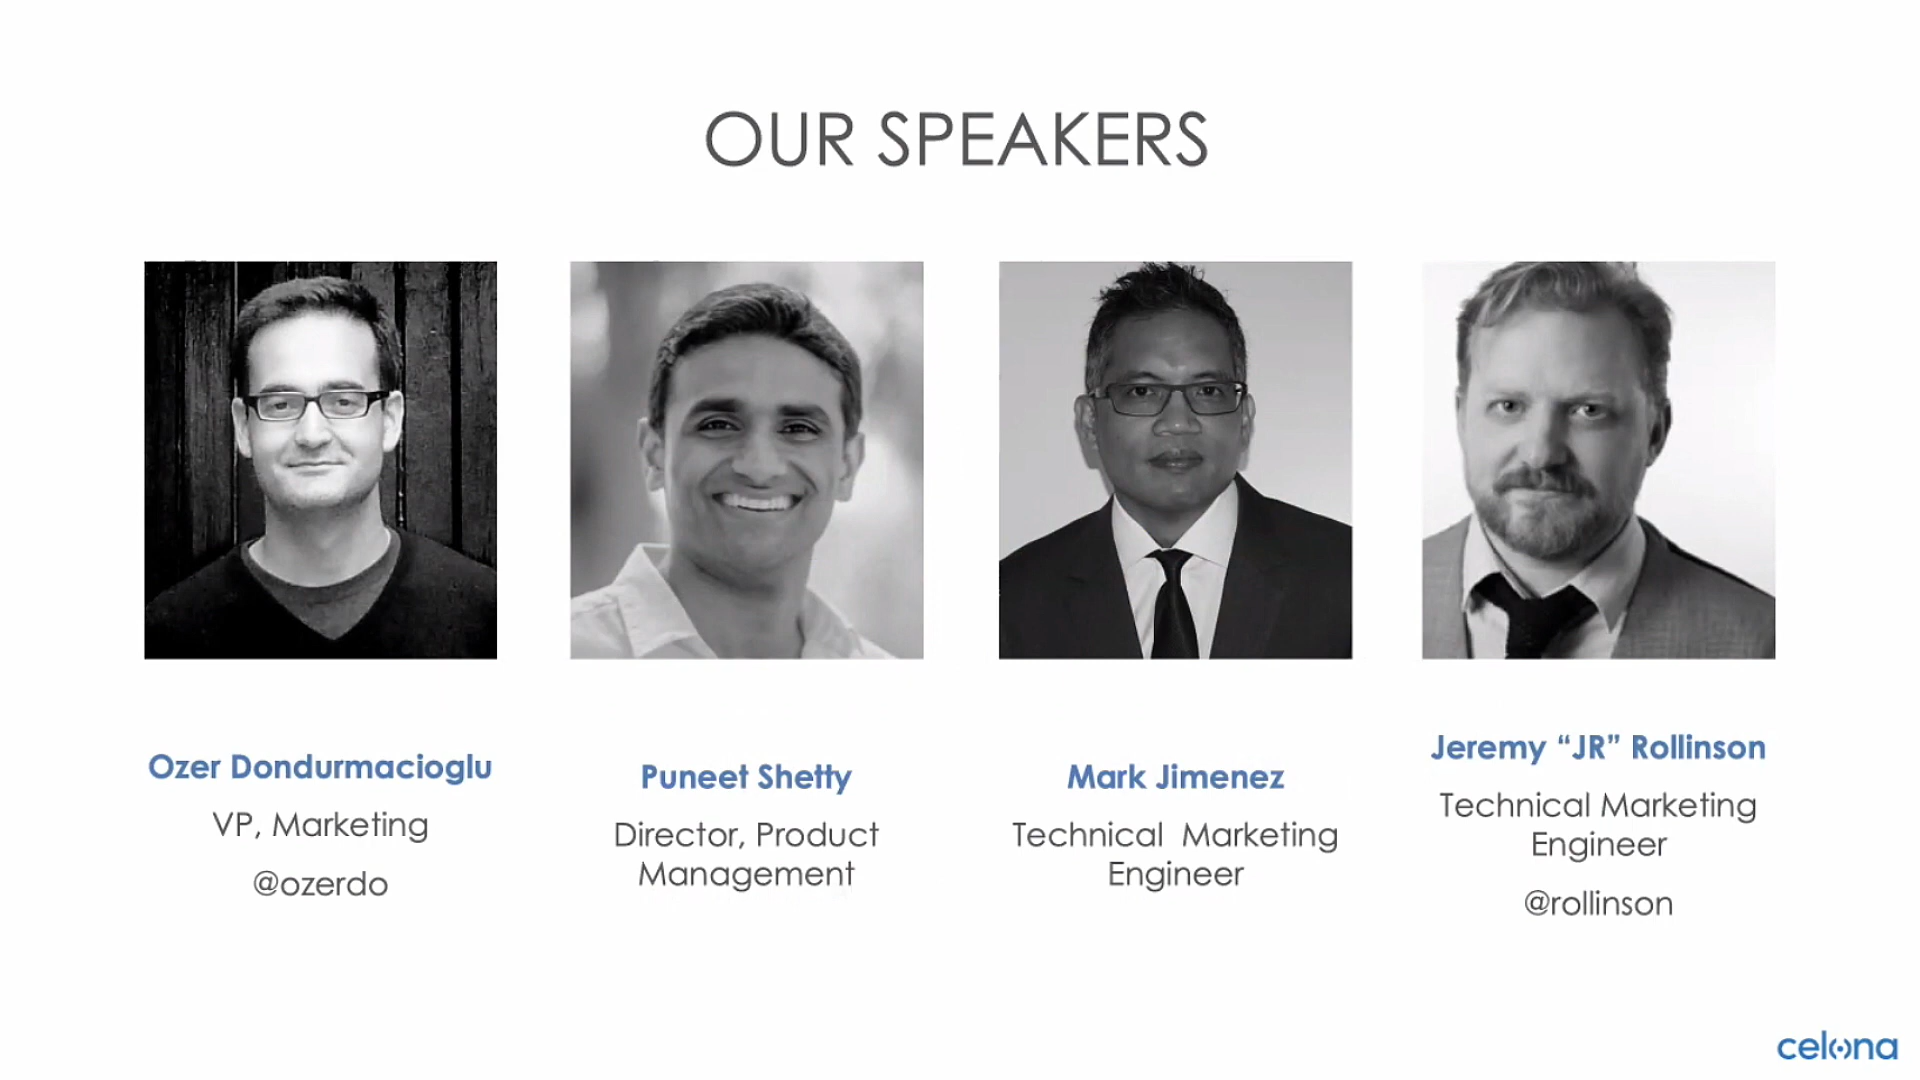 OUR SPEAKERS
Ozer Dondurmacioglu
VP, Marketing
@ozerdo
Puneet Shetty
Director, Product
Management
Mark Jimenez
Technical Marketing
Engineer
Jeremy “JR” Rollinson
Technical Marketing
Engineer
@rollinson
celona